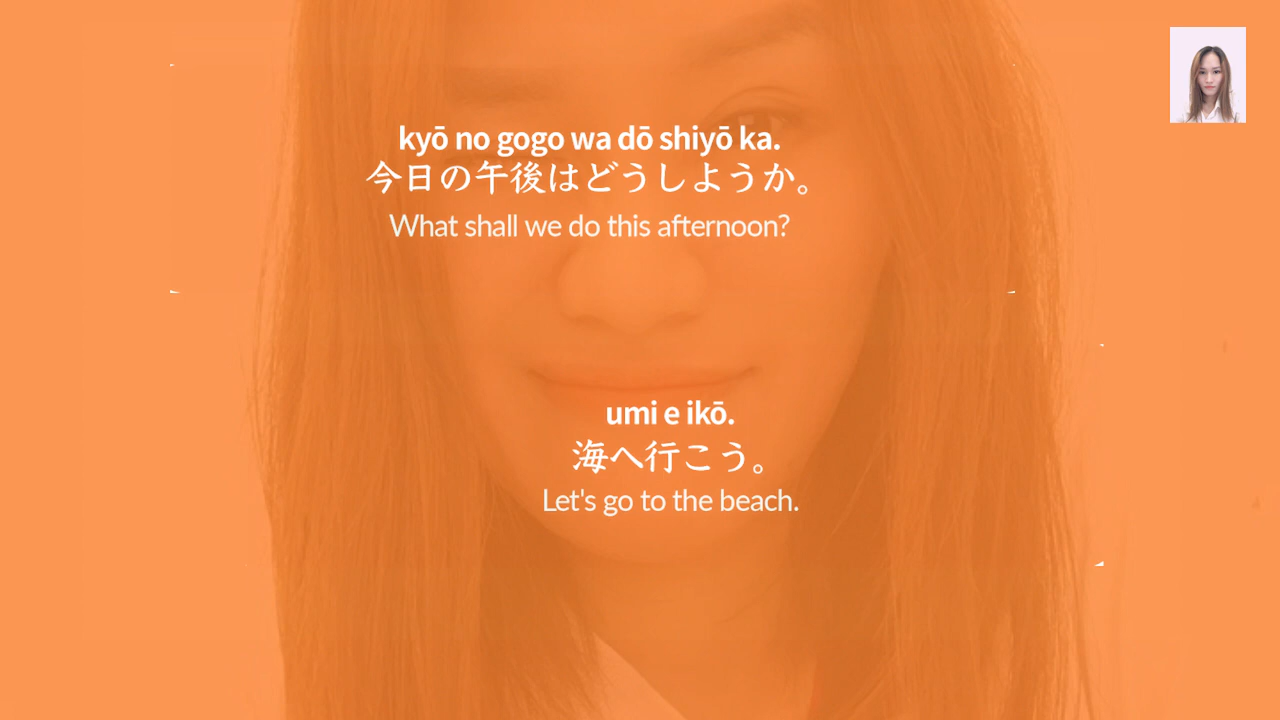 kyō no gogo wa dō shiyō ka.
今日の午後はどうしようか。
What shall we do this afternoon?
umi e ikō.
海へ行こう。
Let's go to the beach.